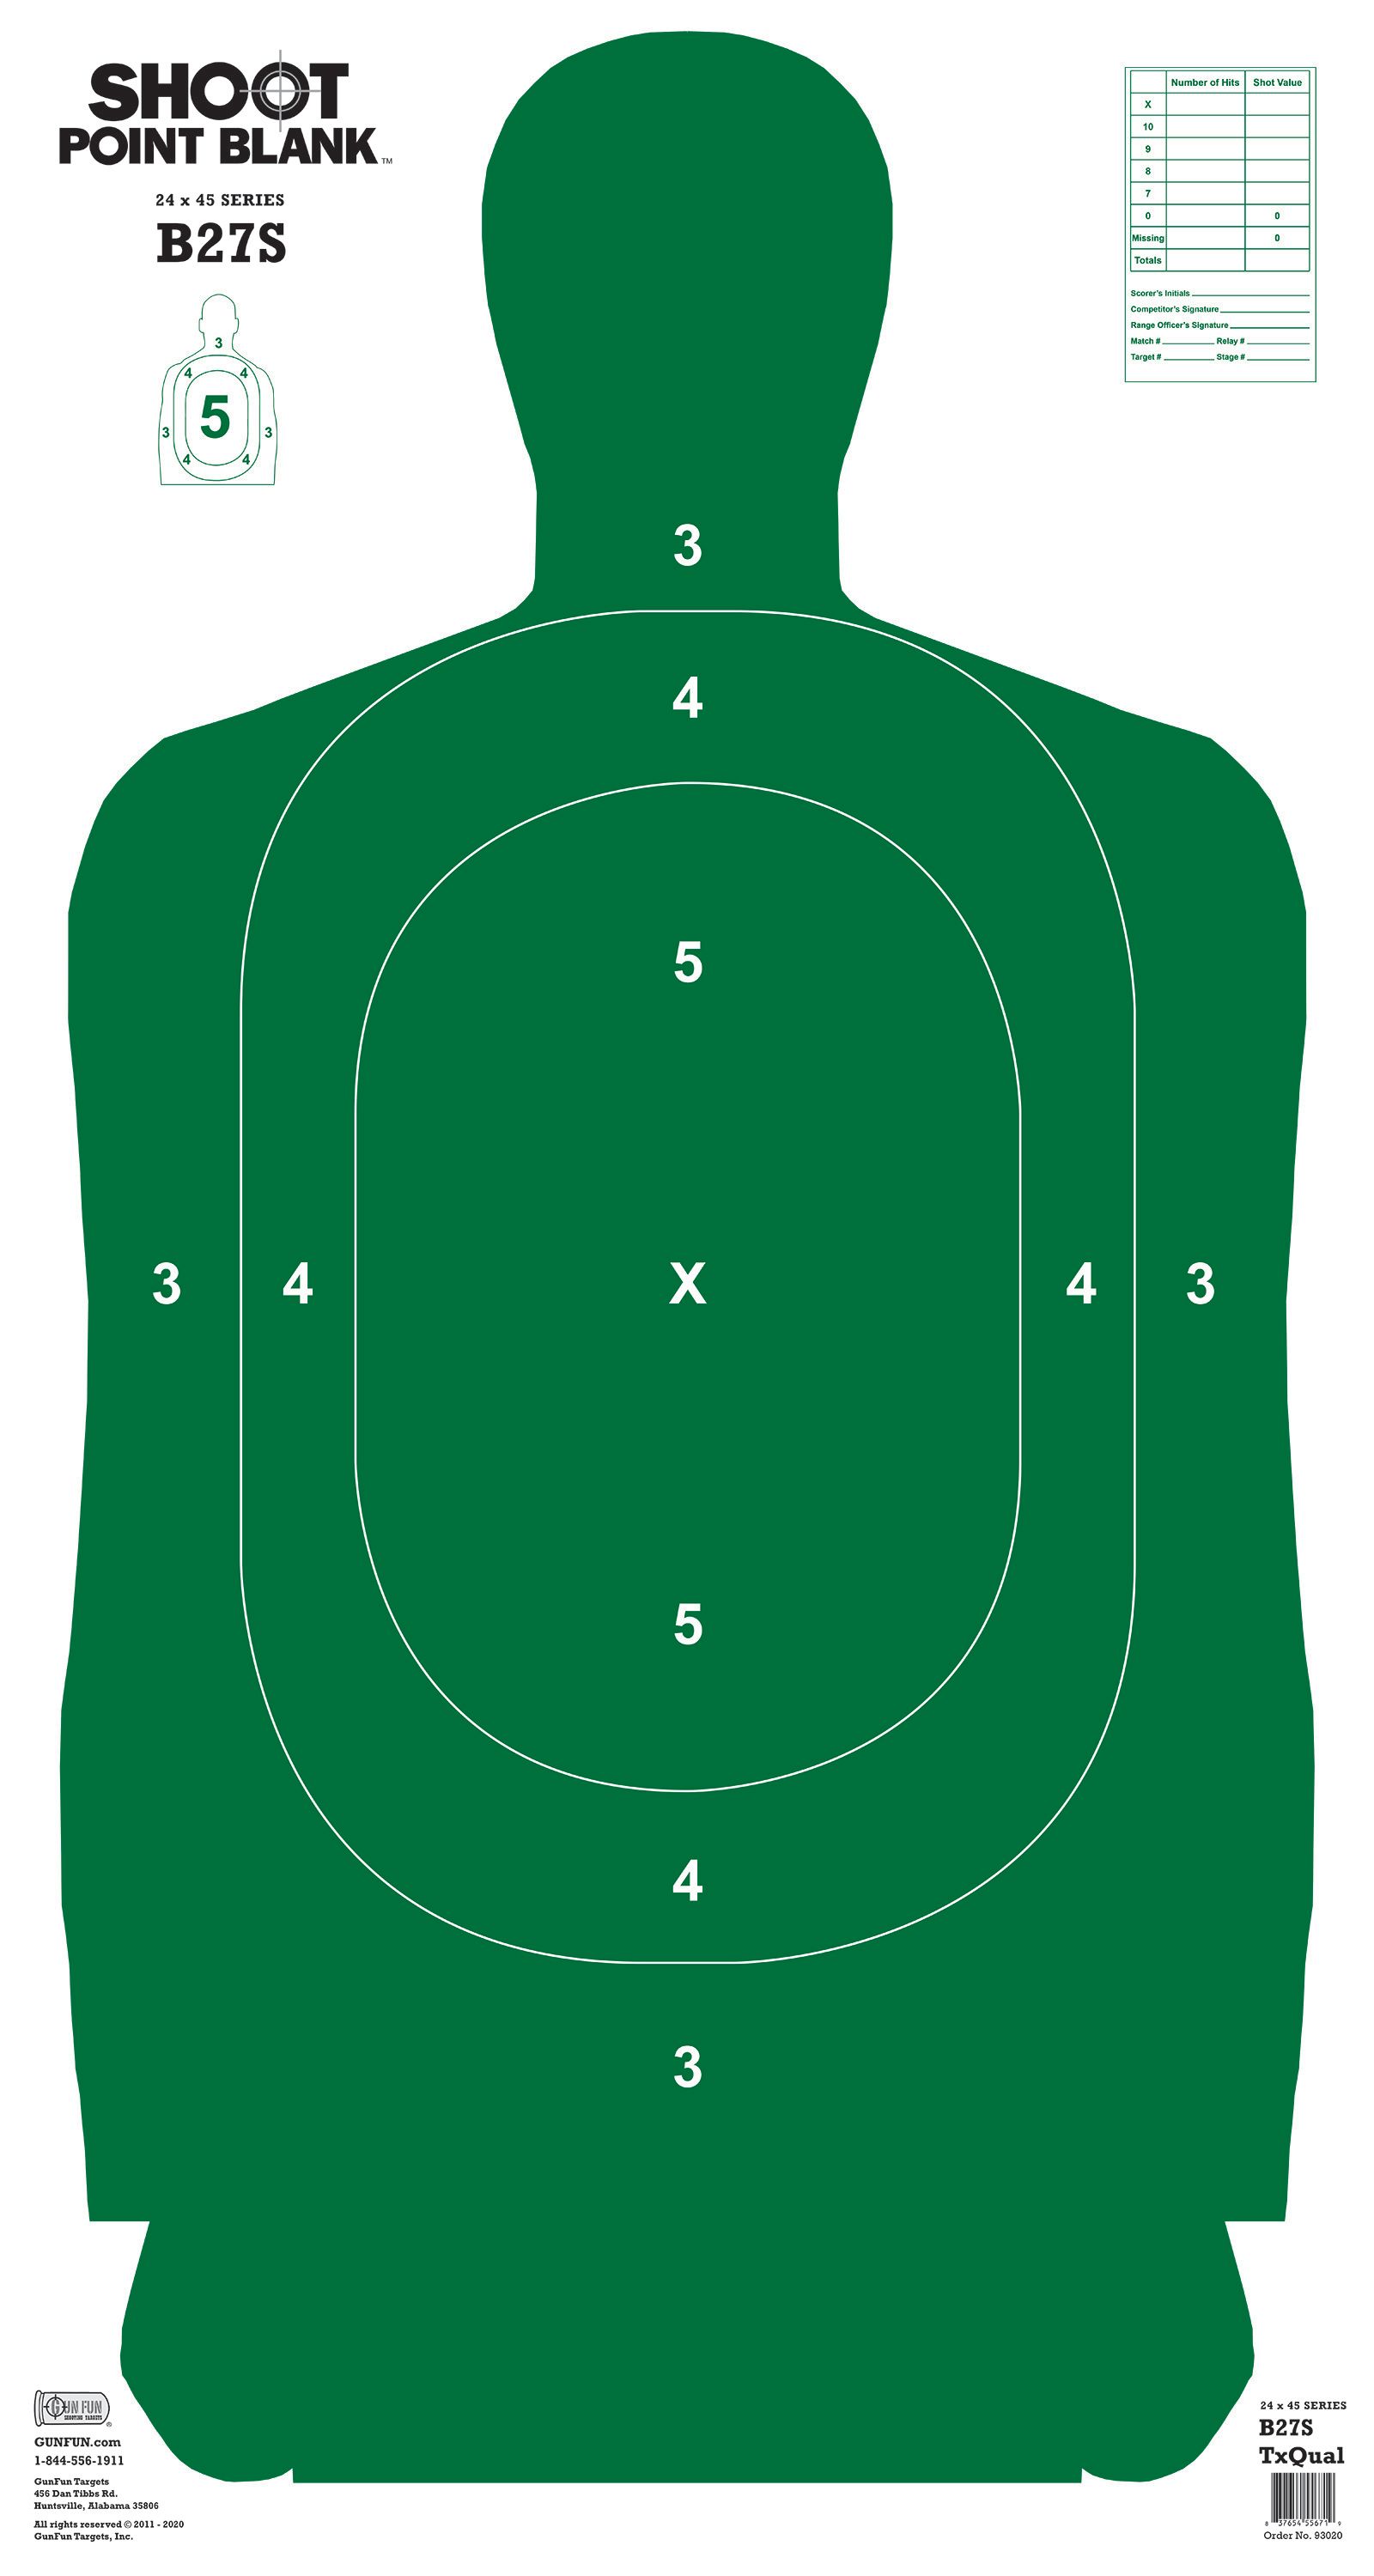 SHOOT
POINT BLANK™
24 x 45 SERIES
B27S
3
4 4
5
3 3
4 4
Number of Hits Shot Value
X
10
9
8
7
0 0
Missing 0
Totals
Scorer's Initials
Competitor's Signature
Range Officer's Signature
Match # Relay #
Target # Stage #
3
4
5
3 4 X 4 3
5
4
3
GUN FUN
SHOOTING TARGETS
®
GUNFUN.com
1-844-556-1911
GunFun Targets
456 Dan Tibbs Rd.
Huntsville, Alabama 35806
All rights reserved © 2011 - 2020
GunFun Targets, Inc.
24 x 45 SERIES
B27S
TxQual
8 37654 55671 9
Order No. 93020